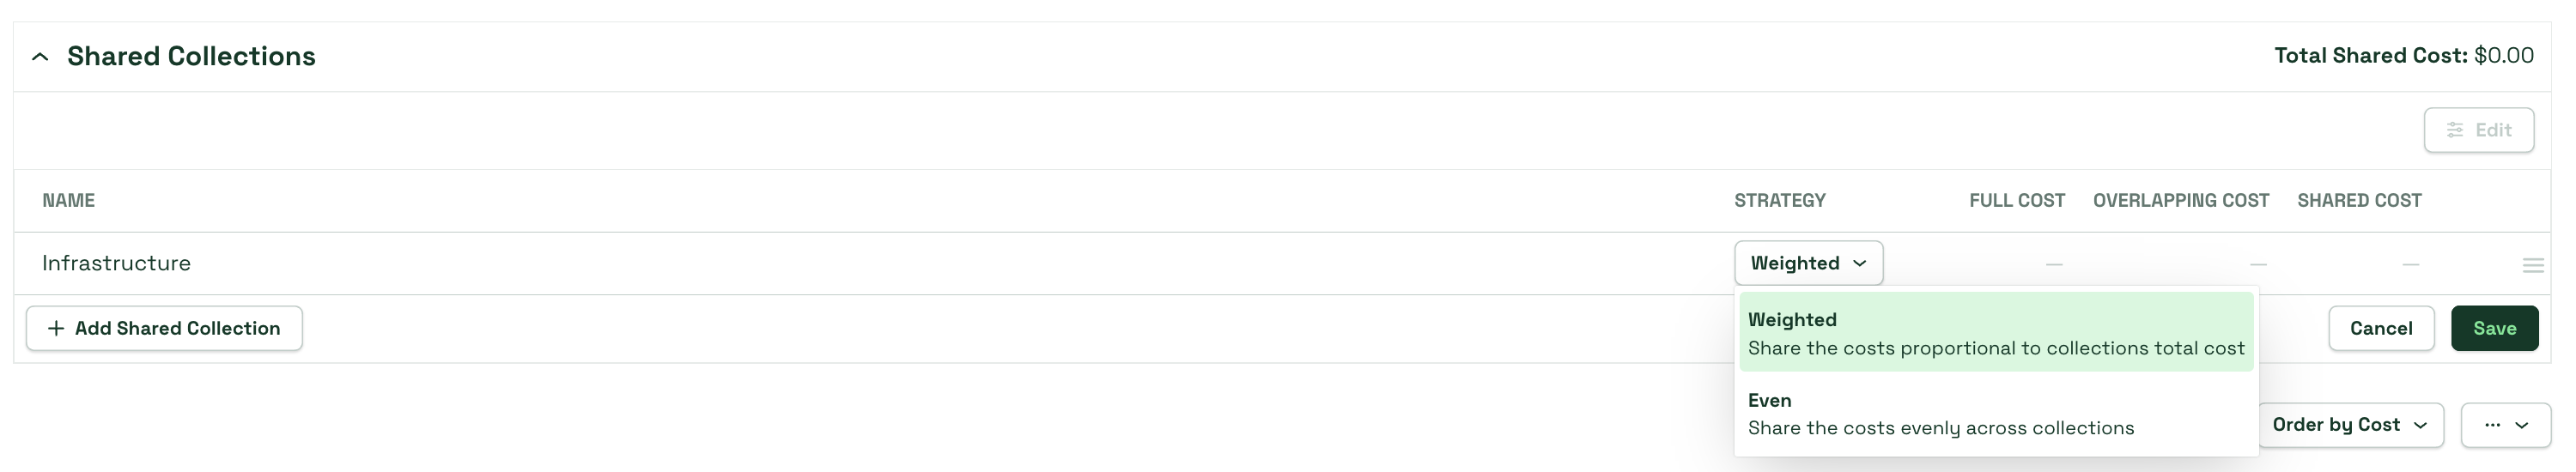 Shared Collections
Total Shared Cost: $0.00
Edit
NAME STRATEGY FULL COST OVERLAPPING COST SHARED COST
Infrastructure Weighted — — —
Weighted
Share the costs proportional to collections total cost
Even
Share the costs evenly across collections
+ Add Shared Collection
Cancel Save
Order by Cost ···